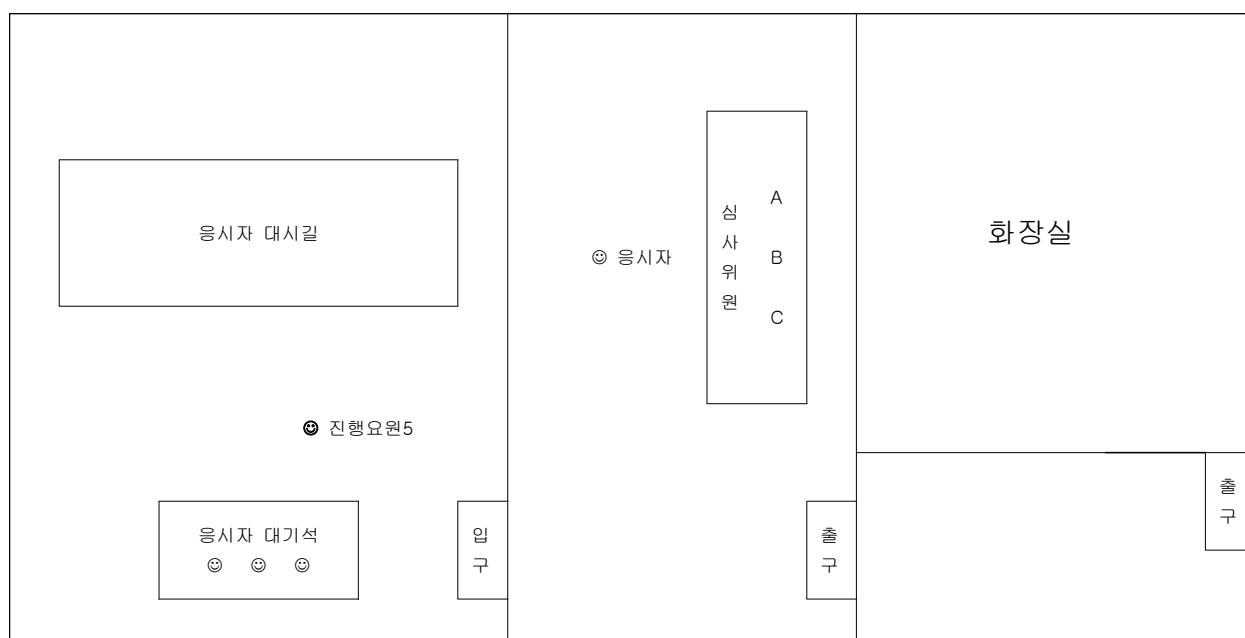 응시자 대시길
☺ 진행요원5
응시자 대기석
☺ ☺ ☺
입구
☺ 응시자
심사위원
A
B
C
출구
화장실
출구